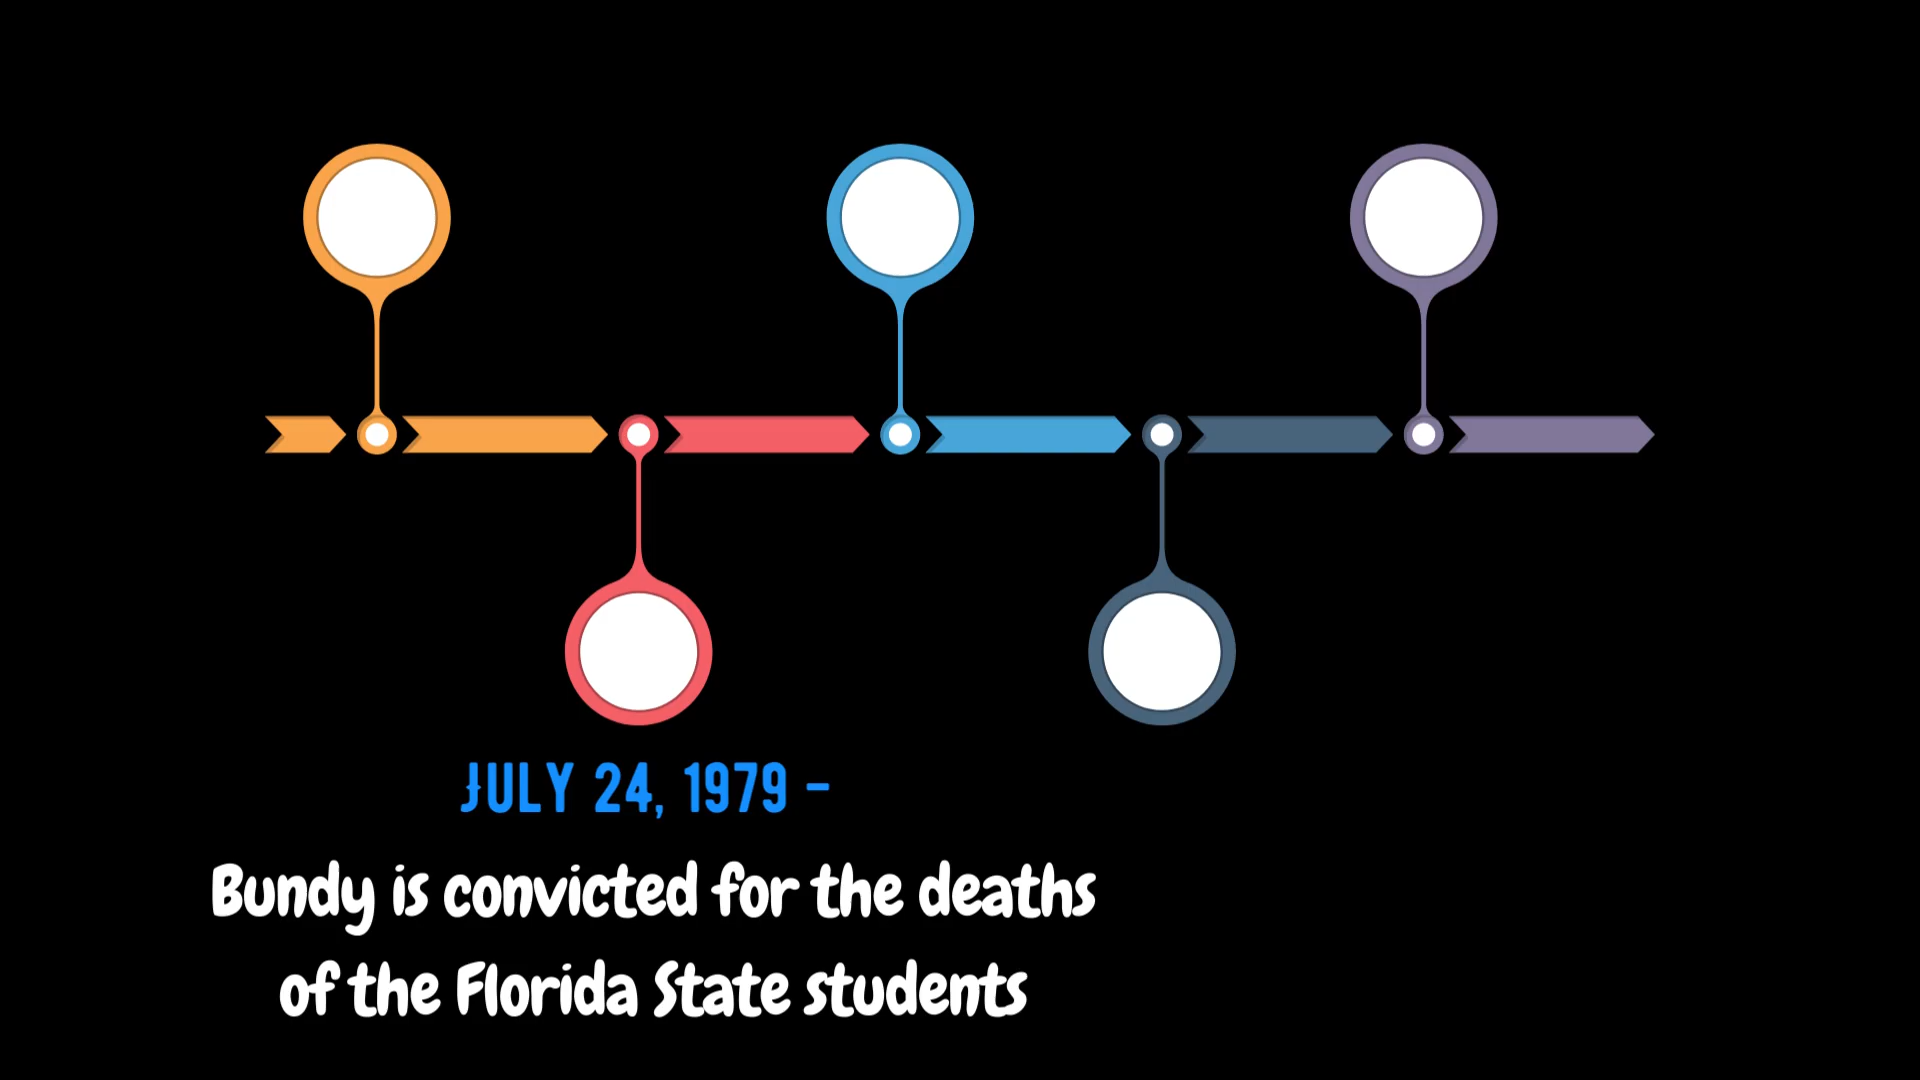 JULY 24, 1979 -
Bundy is convicted for the deaths
of the Florida State students